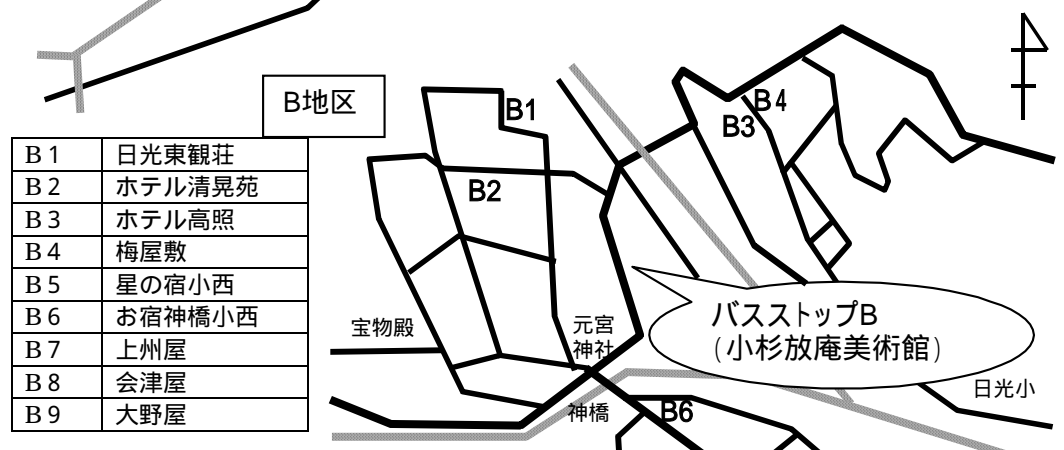 B地区
B1 日光東観荘
B2 ホテル清晃苑
B3 ホテル高照
B4 梅屋敷
B5 星の宿小西
B6 お宿神橋小西
B7 上州屋
B8 会津屋
B9 大野屋
B1
B4
B3
B2
バスストップB
(小杉放庵美術館)
宝物殿
元宮
神社
日光小
神橋
B6